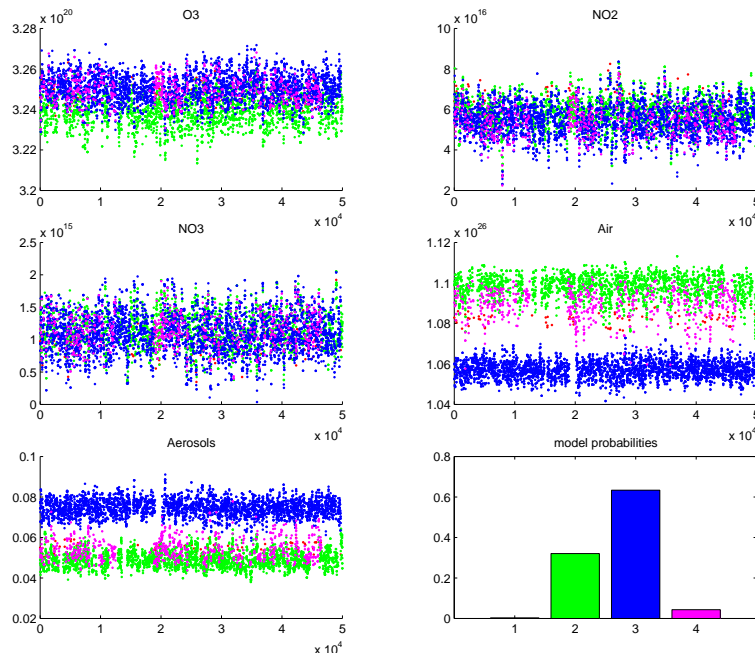 x 10^20
O3
3.28
3.26
3.24
3.22
3.2
0 1 2 3 4 5
x 10^4
x 10^16
NO2
10
8
6
4
2
0 1 2 3 4 5
x 10^4
x 10^15
NO3
2.5
2
1.5
1
0.5
0
0 1 2 3 4 5
x 10^4
x 10^26
Air
1.12
1.1
1.08
1.06
1.04
0 1 2 3 4 5
x 10^4
Aerosols
0.1
0.08
0.06
0.04
0.02
0 1 2 3 4 5
x 10^4
model probabilities
0.8
0.6
0.4
0.2
0
1 2 3 4